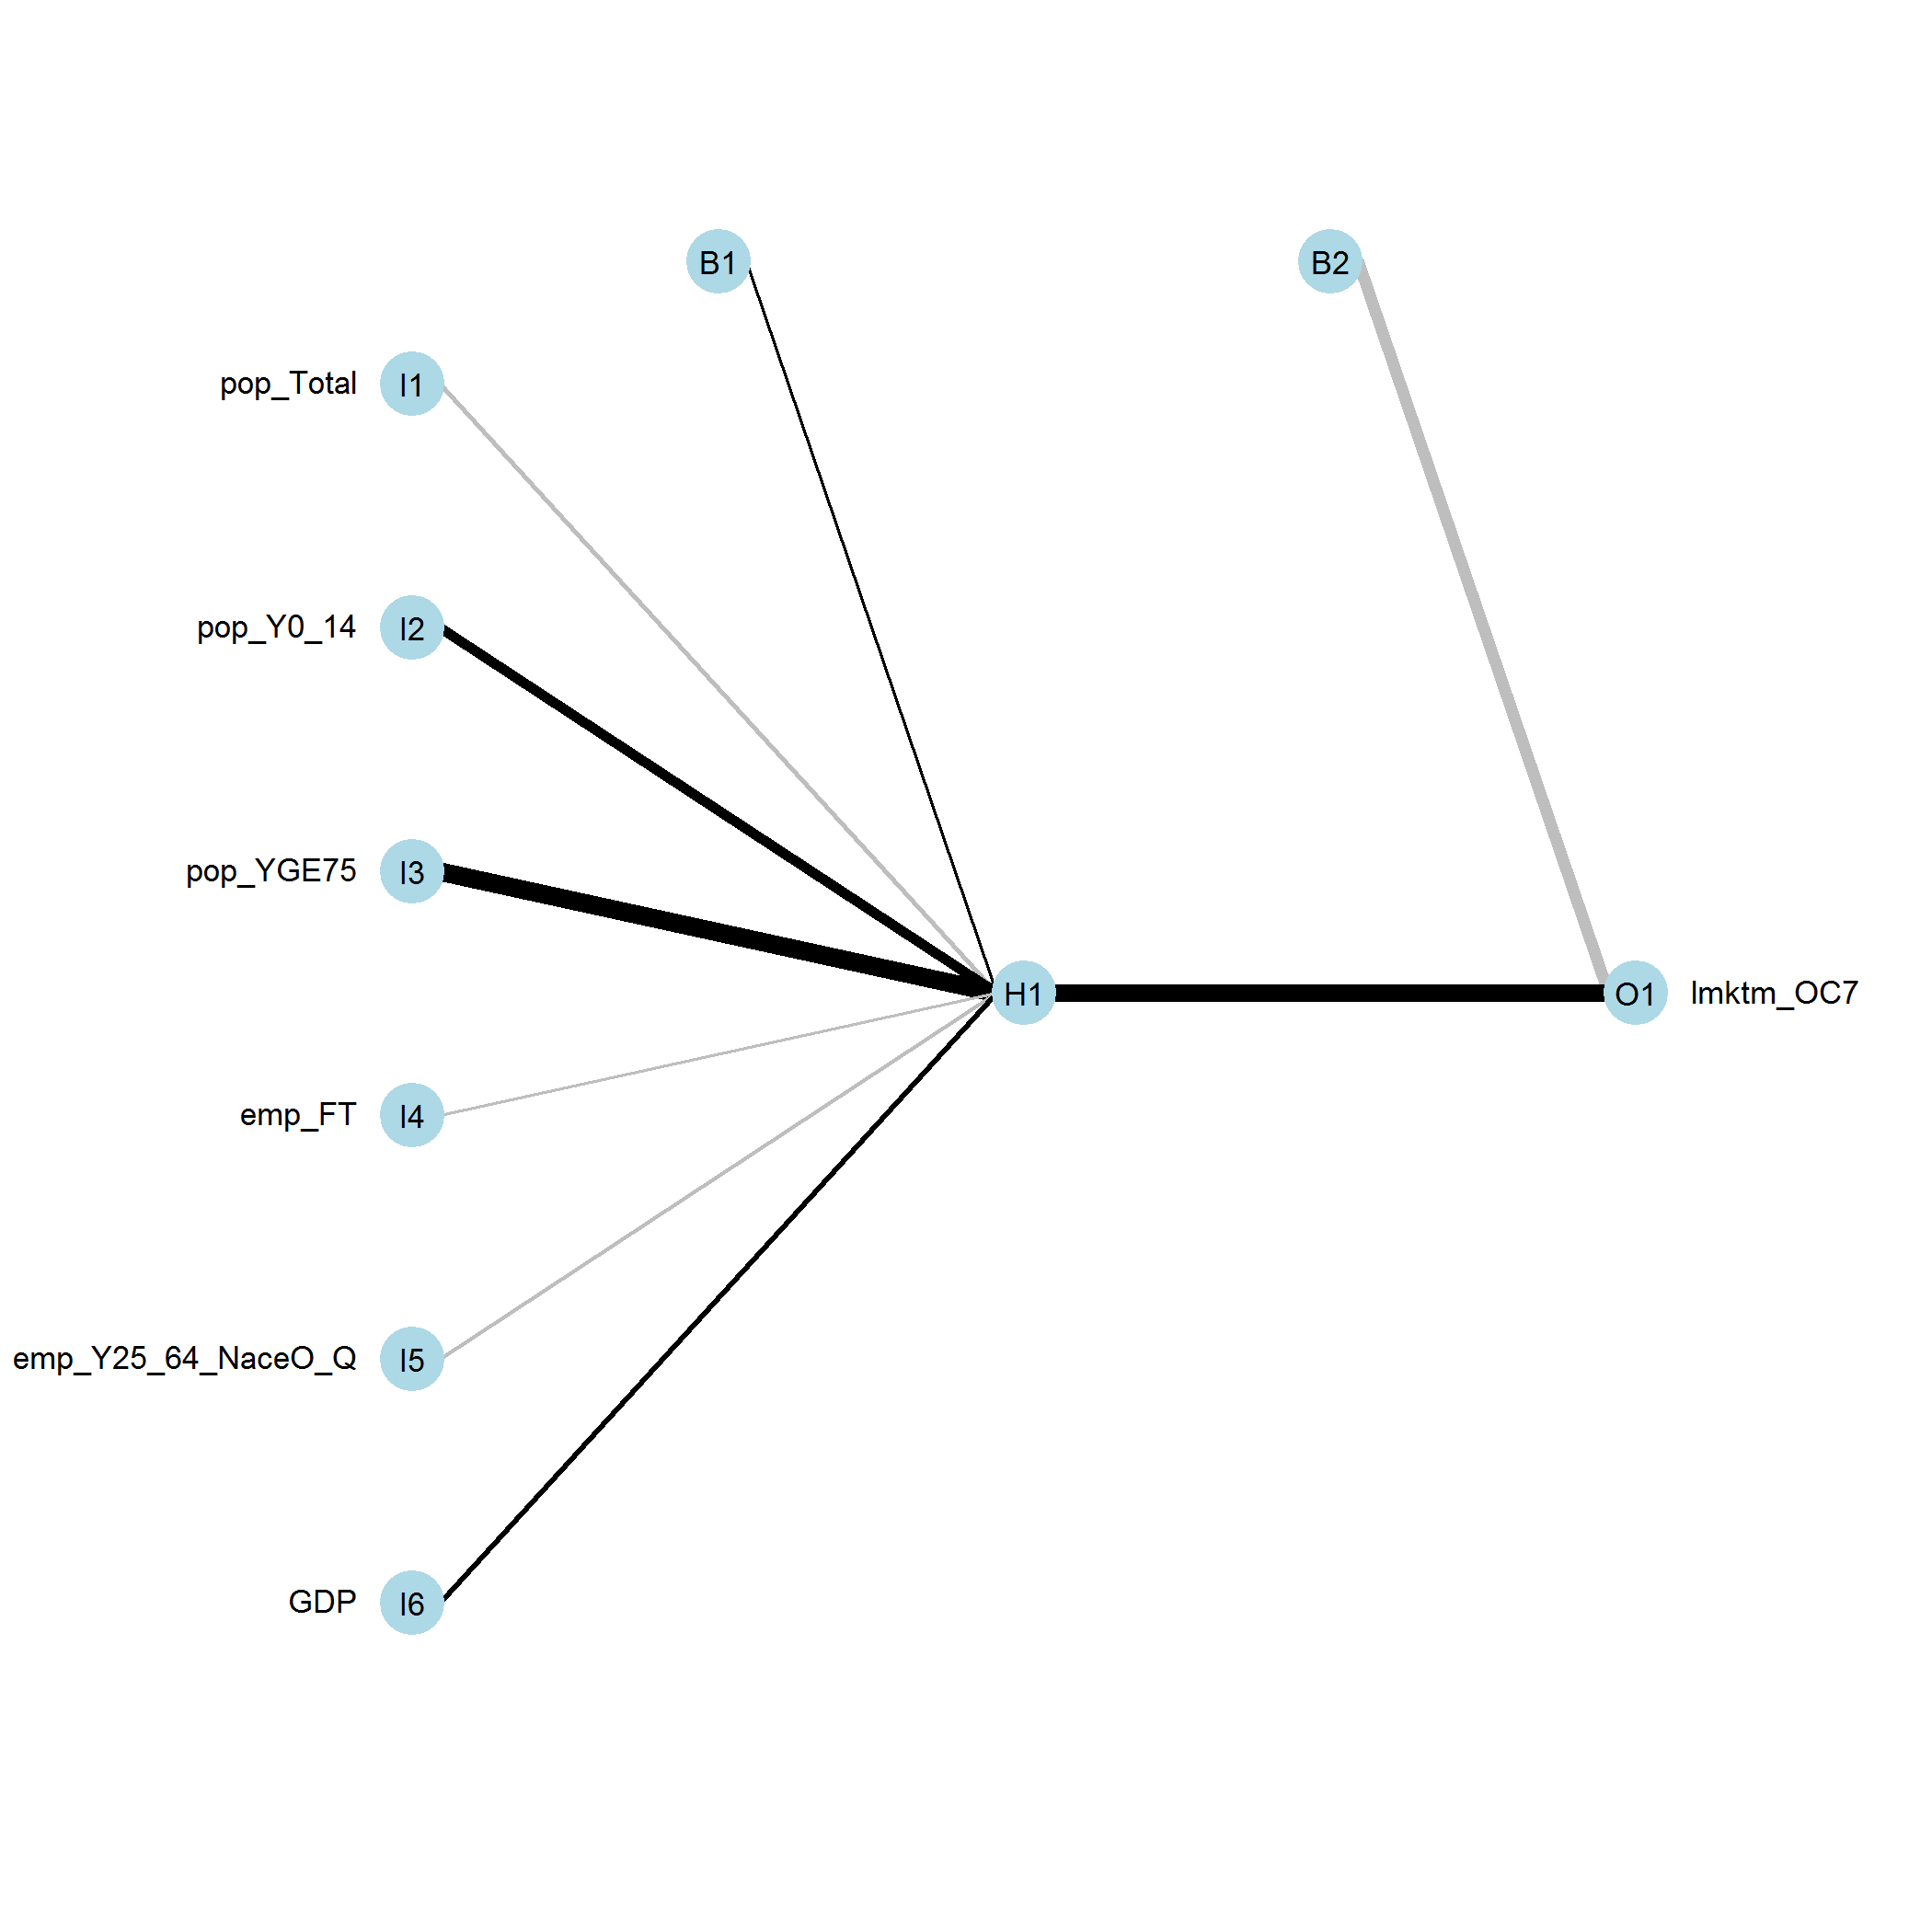 B1
B2
pop_Total I1
pop_Y0_14 I2
pop_YGE75 I3
H1
O1 lmktm_OC7
emp_FT I4
emp_Y25_64_NaceO_Q I5
GDP I6